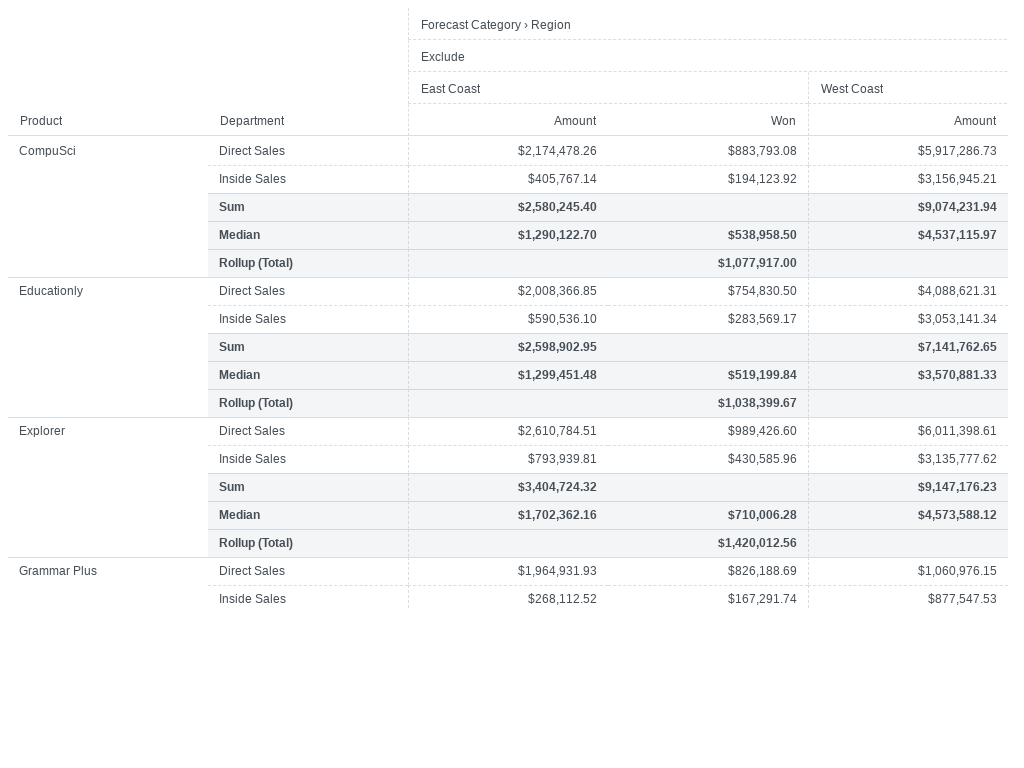 Forecast Category › Region
Exclude
East Coast West Coast
Product Department Amount Won Amount
CompuSci Direct Sales $2,174,478.26 $883,793.08 $5,917,286.73
Inside Sales $405,767.14 $194,123.92 $3,156,945.21
Sum $2,580,245.40 $9,074,231.94
Median $1,290,122.70 $538,958.50 $4,537,115.97
Rollup (Total) $1,077,917.00
Educationly Direct Sales $2,008,366.85 $754,830.50 $4,088,621.31
Inside Sales $590,536.10 $283,569.17 $3,053,141.34
Sum $2,598,902.95 $7,141,762.65
Median $1,299,451.48 $519,199.84 $3,570,881.33
Rollup (Total) $1,038,399.67
Explorer Direct Sales $2,610,784.51 $989,426.60 $6,011,398.61
Inside Sales $793,939.81 $430,585.96 $3,135,777.62
Sum $3,404,724.32 $9,147,176.23
Median $1,702,362.16 $710,006.28 $4,573,588.12
Rollup (Total) $1,420,012.56
Grammar Plus Direct Sales $1,964,931.93 $826,188.69 $1,060,976.15
Inside Sales $268,112.52 $167,291.74 $877,547.53